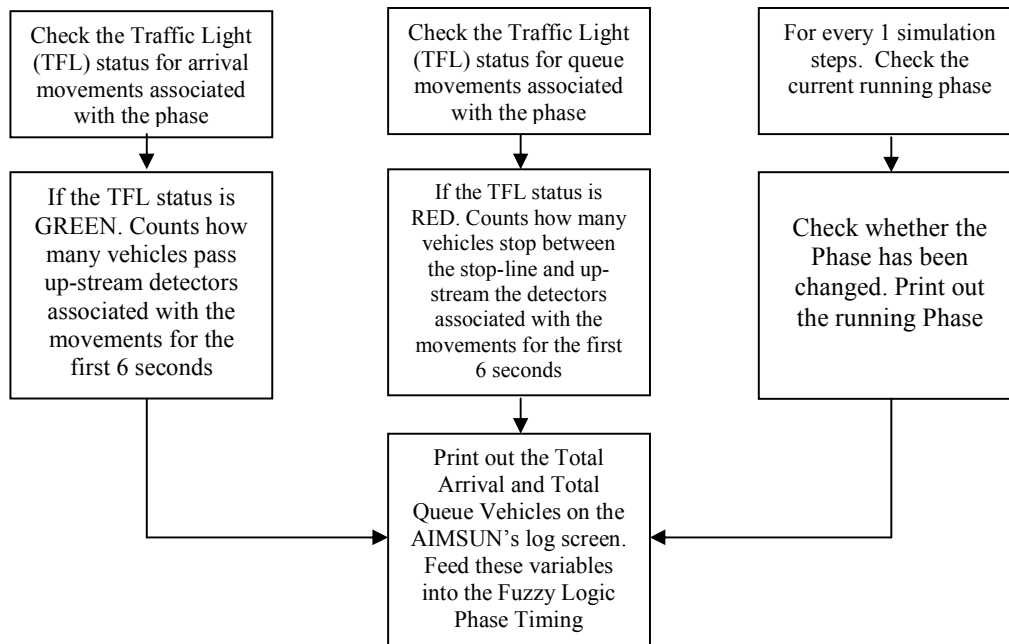 Check the Traffic Light
(TFL) status for arrival
movements associated
with the phase
Check the Traffic Light
(TFL) status for queue
movements associated
with the phase
For every 1 simulation
steps. Check the
current running phase
If the TFL status is
GREEN. Counts how
many vehicles pass
up-stream detectors
associated with the
movements for the
first 6 seconds
If the TFL status is
RED. Counts how many
vehicles stop between
the stop-line and up-
stream the detectors
associated with the
movements for the first
6 seconds
Check whether the
Phase has been
changed. Print out
the running Phase
Print out the Total
Arrival and Total
Queue Vehicles on the
AIMSUN’s log screen.
Feed these variables
into the Fuzzy Logic
Phase Timing